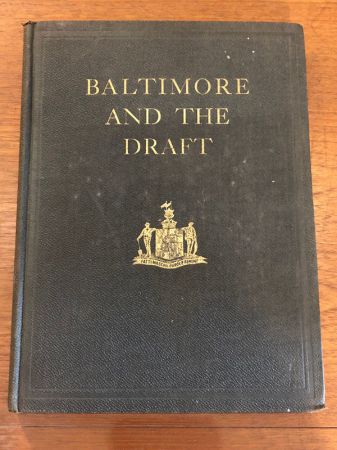 BALTIMORE
AND THE
DRAFT